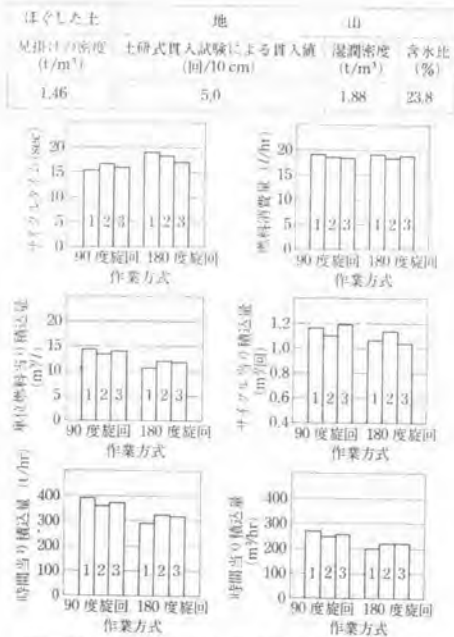 ほぐした土 地 山
見掛けの密度 (t/m³) 土研式貫入試験による貫入値 (回/10 cm) 湿潤密度 (t/m³) 含水比 (%)
1.46 5.0 1.88 23.8
サイクルタイム(sec)
20
15
10
5
0
1 2 3 1 2 3
90 度旋回 180 度旋回
作業方式
燃料消費量 (l/hr)
20
15
10
5
0
1 2 3 1 2 3
90 度旋回 180 度旋回
作業方式
単位燃料当り積込量 (m³/l)
20
15
10
5
0
1 2 3 1 2 3
90 度旋回 180 度旋回
作業方式
サイクル当り積込量 (m³/回)
1.2
1.0
0.8
0.6
0.4
1 2 3 1 2 3
90 度旋回 180 度旋回
作業方式
時間当り積込量 (t/hr)
400
300
200
100
0
1 2 3 1 2 3
90 度旋回 180 度旋回
作業方式
時間当り積込量 (m³/hr)
400
300
200
100
0
1 2 3 1 2 3
90 度旋回 180 度旋回
作業方式